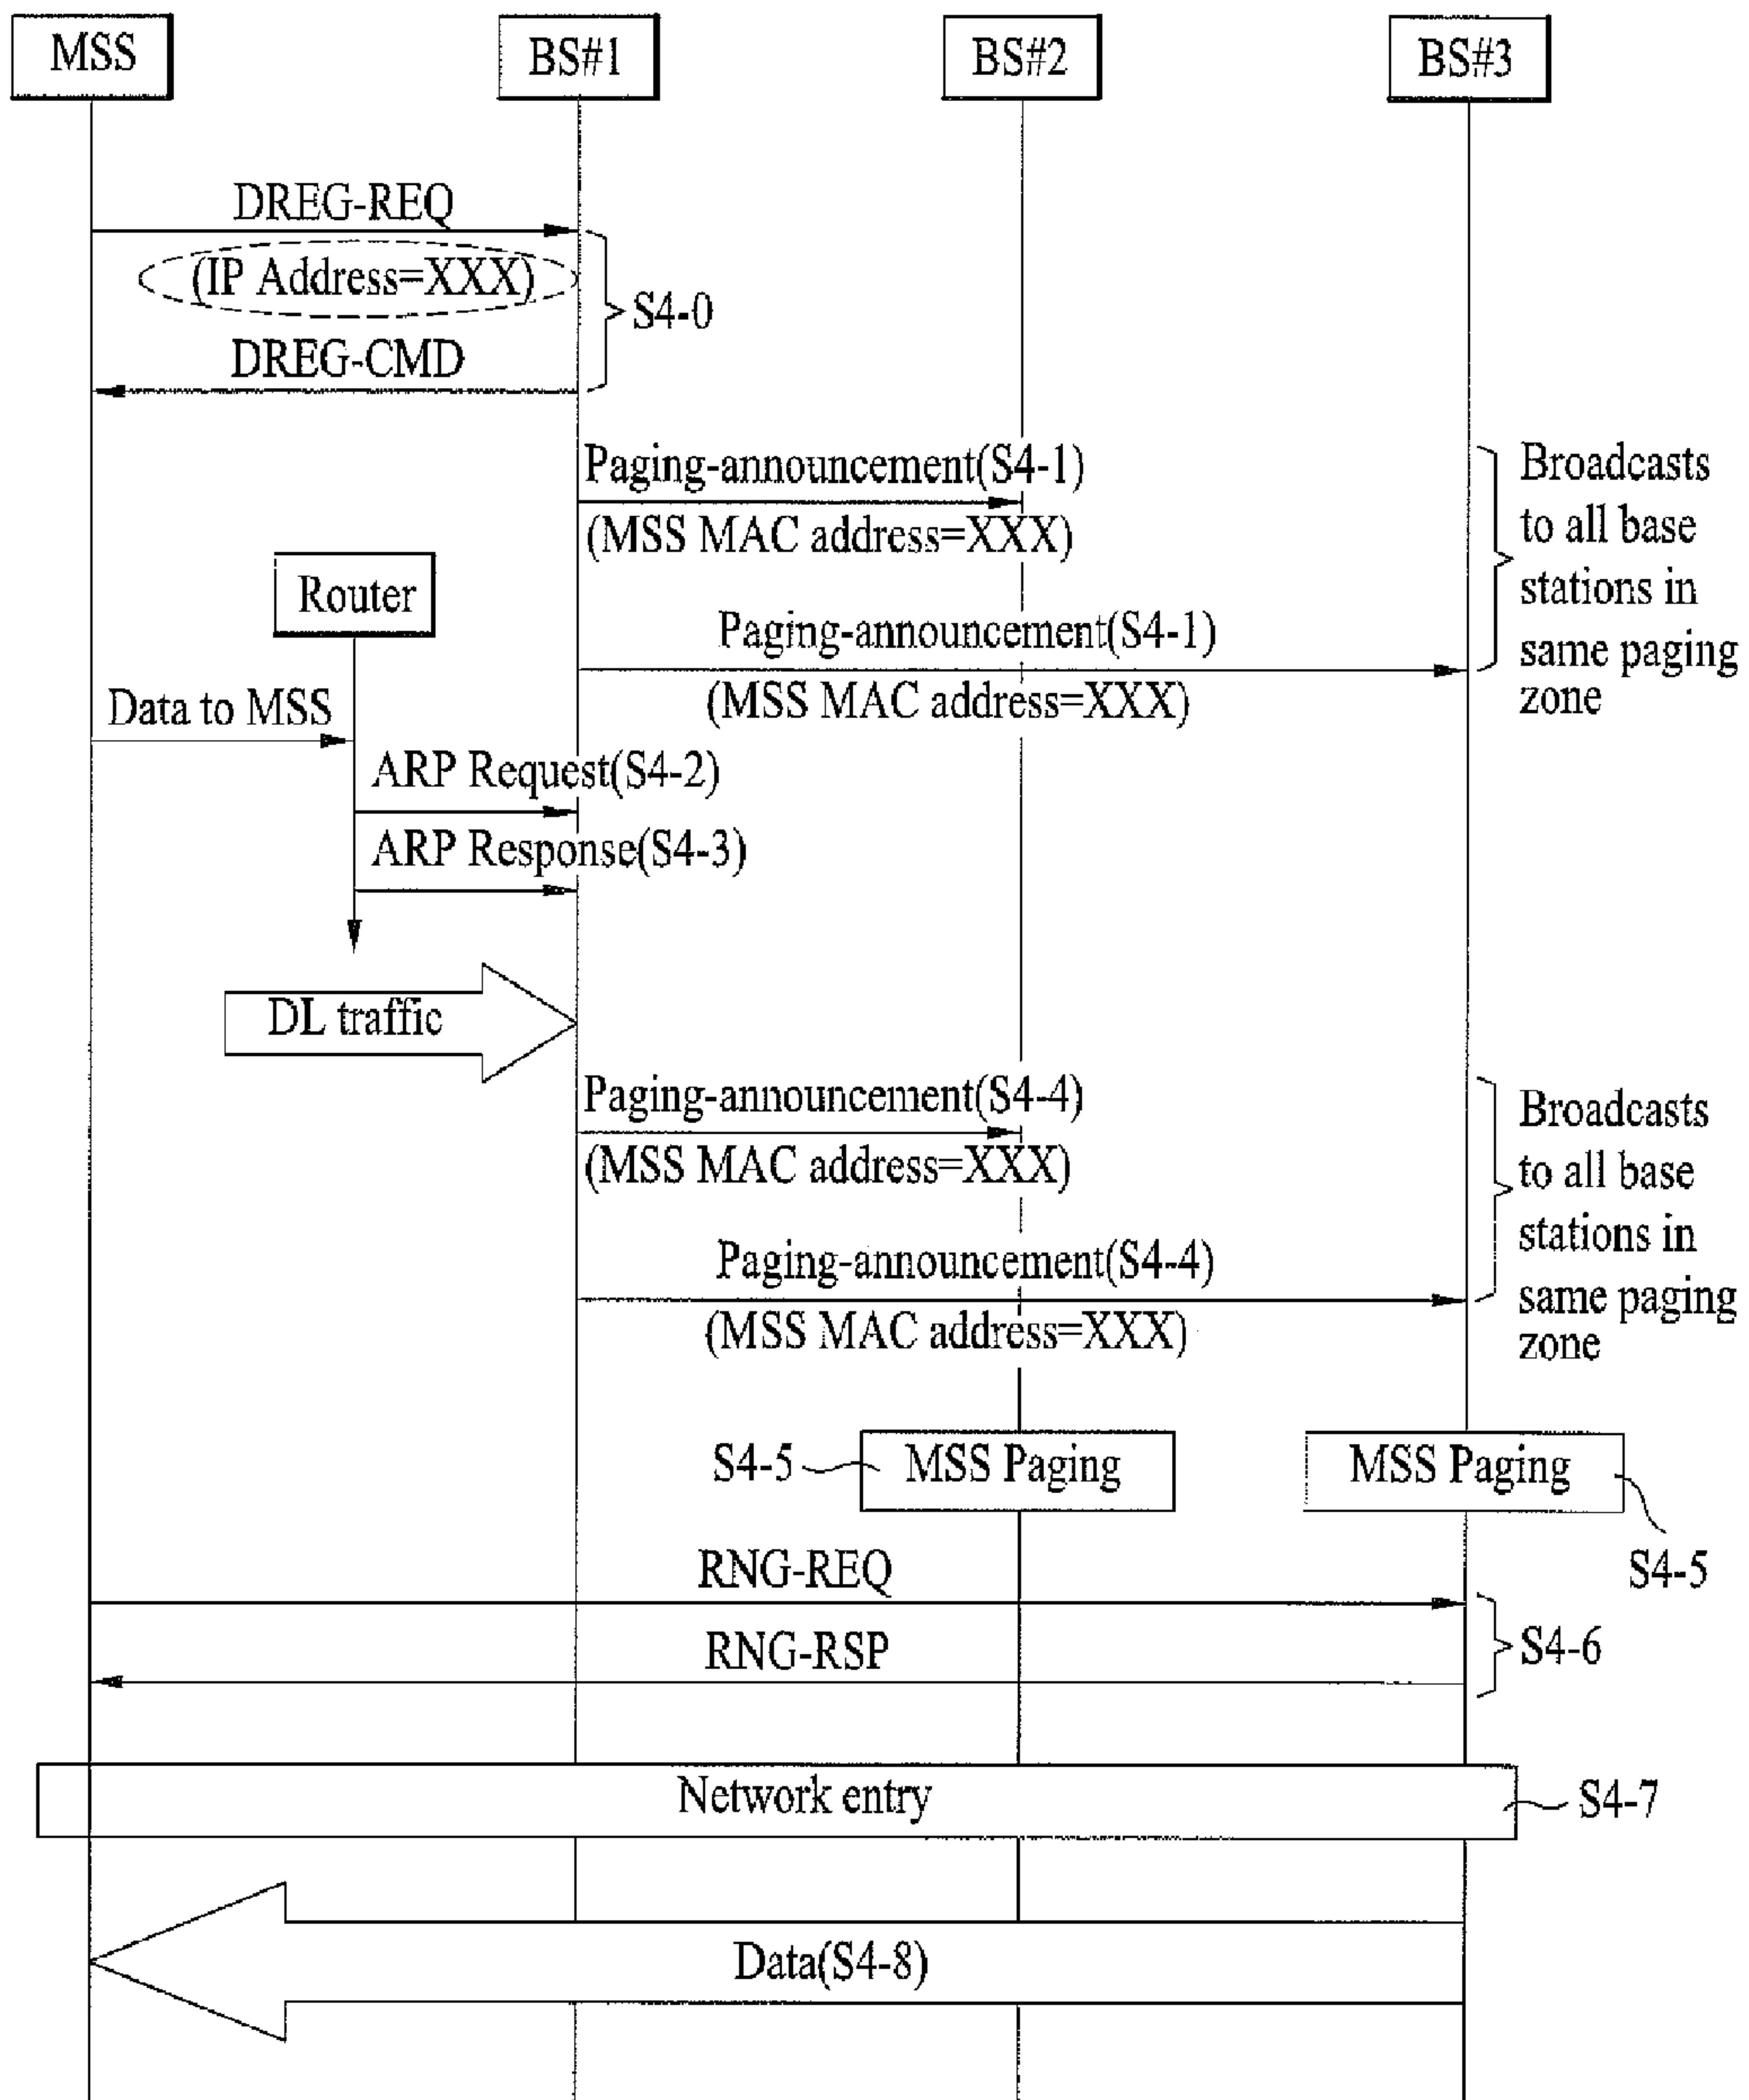 MSS
BS#1
BS#2
BS#3
DREG-REQ
(IP Address=XXX)
S4-0
DREG-CMD
Paging-announcement(S4-1)
(MSS MAC address=XXX)
Broadcasts
to all base
stations in
same paging
zone
Router
Paging-announcement(S4-1)
(MSS MAC address=XXX)
Data to MSS
ARP Request(S4-2)
ARP Response(S4-3)
DL traffic
Paging-announcement(S4-4)
(MSS MAC address=XXX)
Broadcasts
to all base
stations in
same paging
zone
Paging-announcement(S4-4)
(MSS MAC address=XXX)
S4-5
MSS Paging
MSS Paging
S4-5
RNG-REQ
RNG-RSP
S4-6
Network entry
S4-7
Data(S4-8)